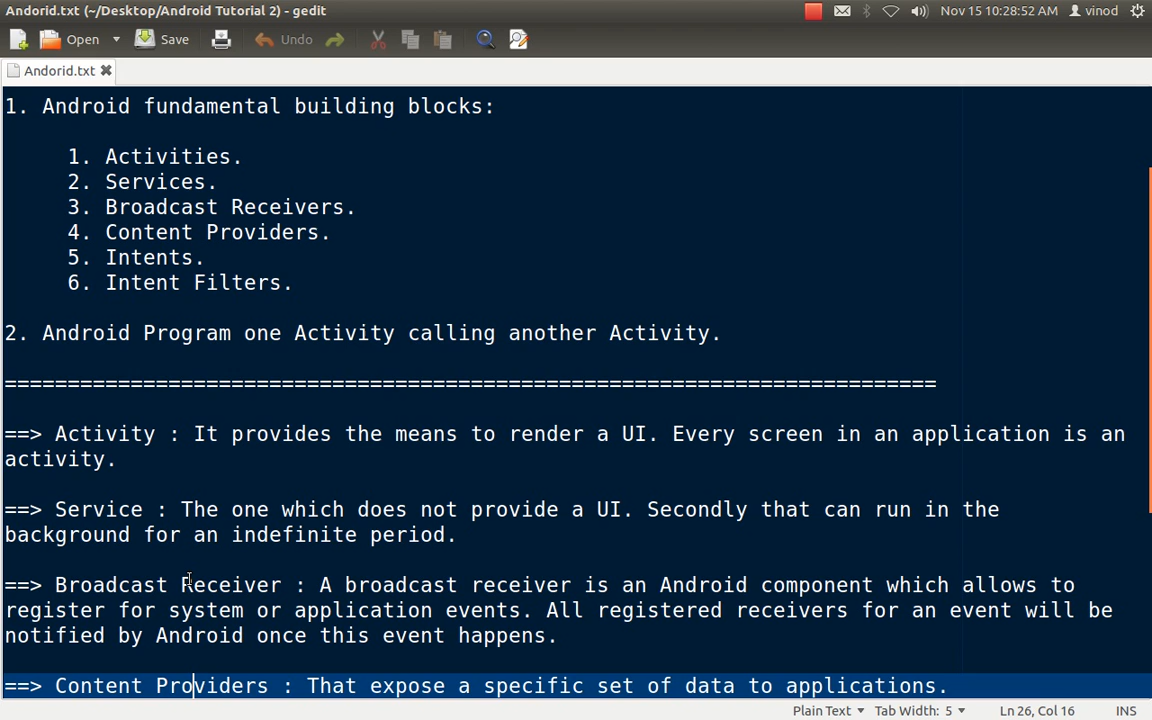 Andorid.txt (~/Desktop/Android Tutorial 2) - gedit
Nov 15 10:28:52 AM vinod
Open Save Undo
Andorid.txt
1. Android fundamental building blocks:
1. Activities.
2. Services.
3. Broadcast Receivers.
4. Content Providers.
5. Intents.
6. Intent Filters.
2. Android Program one Activity calling another Activity.
==========================================================================
==> Activity : It provides the means to render a UI. Every screen in an application is an
activity.
==> Service : The one which does not provide a UI. Secondly that can run in the
background for an indefinite period.
==> Broadcast Receiver : A broadcast receiver is an Android component which allows to
register for system or application events. All registered receivers for an event will be
notified by Android once this event happens.
==> Content Providers : That expose a specific set of data to applications.
Plain Text Tab Width: 5 Ln 26, Col 16 INS